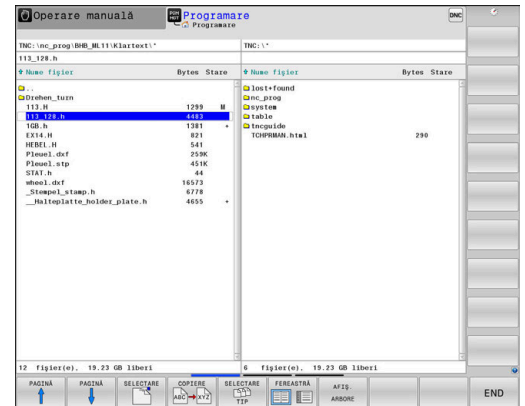 Operare manuală
PGM MGT Programare
Programare
DNC
TNC:\nc_prog\BHB_ML11\Klartext\*
TNC:\*
113_128.h
Nume fişier Bytes Stare
Nume fişier Bytes Stare
..
Drehen_turn
113.H 1299 M
113_128.h 4403
1GB.h 1381 +
EX14.H 821
HEBEL.H 541
Pleuel.dxf 259K
Pleuel.stp 451K
STAT.h 44
wheel.dxf 16573
_Stempel_stamp.h 6778
__Halteplatte_holder_plate.h 4655 +
lost+found
nc_prog
system
table
tncguide
TCHPRMAN.html 290
12 fişier(e), 19.23 GB liberi
6 fişier(e), 19.23 GB liberi
PAGINĂ
PAGINĂ
SELECTARE
COPIERE
ABC XYZ
SELECTARE
TIP
FEREASTRĂ
AFIŞ.
ARBORE
END